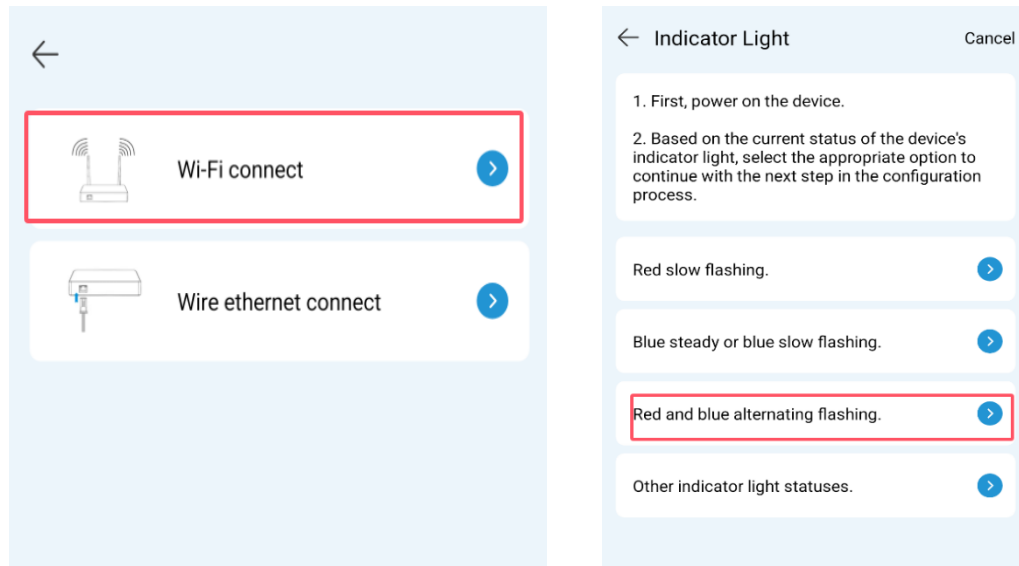 Wi-Fi connect
Wire ethernet connect
Indicator Light
Cancel
1. First, power on the device.
2. Based on the current status of the device's
indicator light, select the appropriate option to
continue with the next step in the configuration
process.
Red slow flashing.
Blue steady or blue slow flashing.
Red and blue alternating flashing.
Other indicator light statuses.